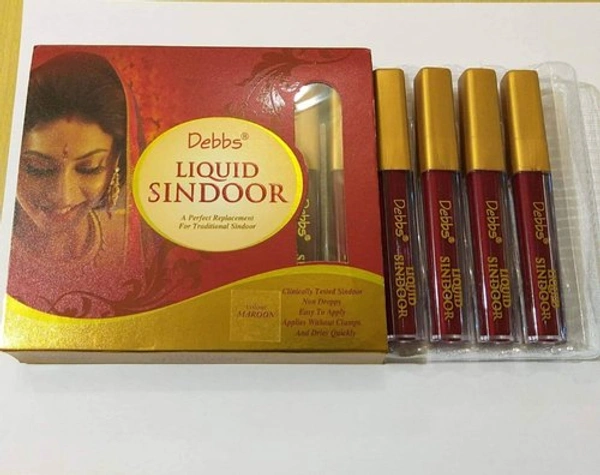 Debbs®
LIQUID
SINDOOR
A Perfect Replacement
For Traditional Sindoor
Colour
MAROON
Clinically Tested Sindoor
Non Droppy
Easy To Apply
Applies Without Clumps
And Dries Quickly
Debbs®
LIQUID
SINDOOR
Debbs®
LIQUID
SINDOOR
Debbs®
LIQUID
SINDOOR
Debbs®
LIQUID
SINDOOR